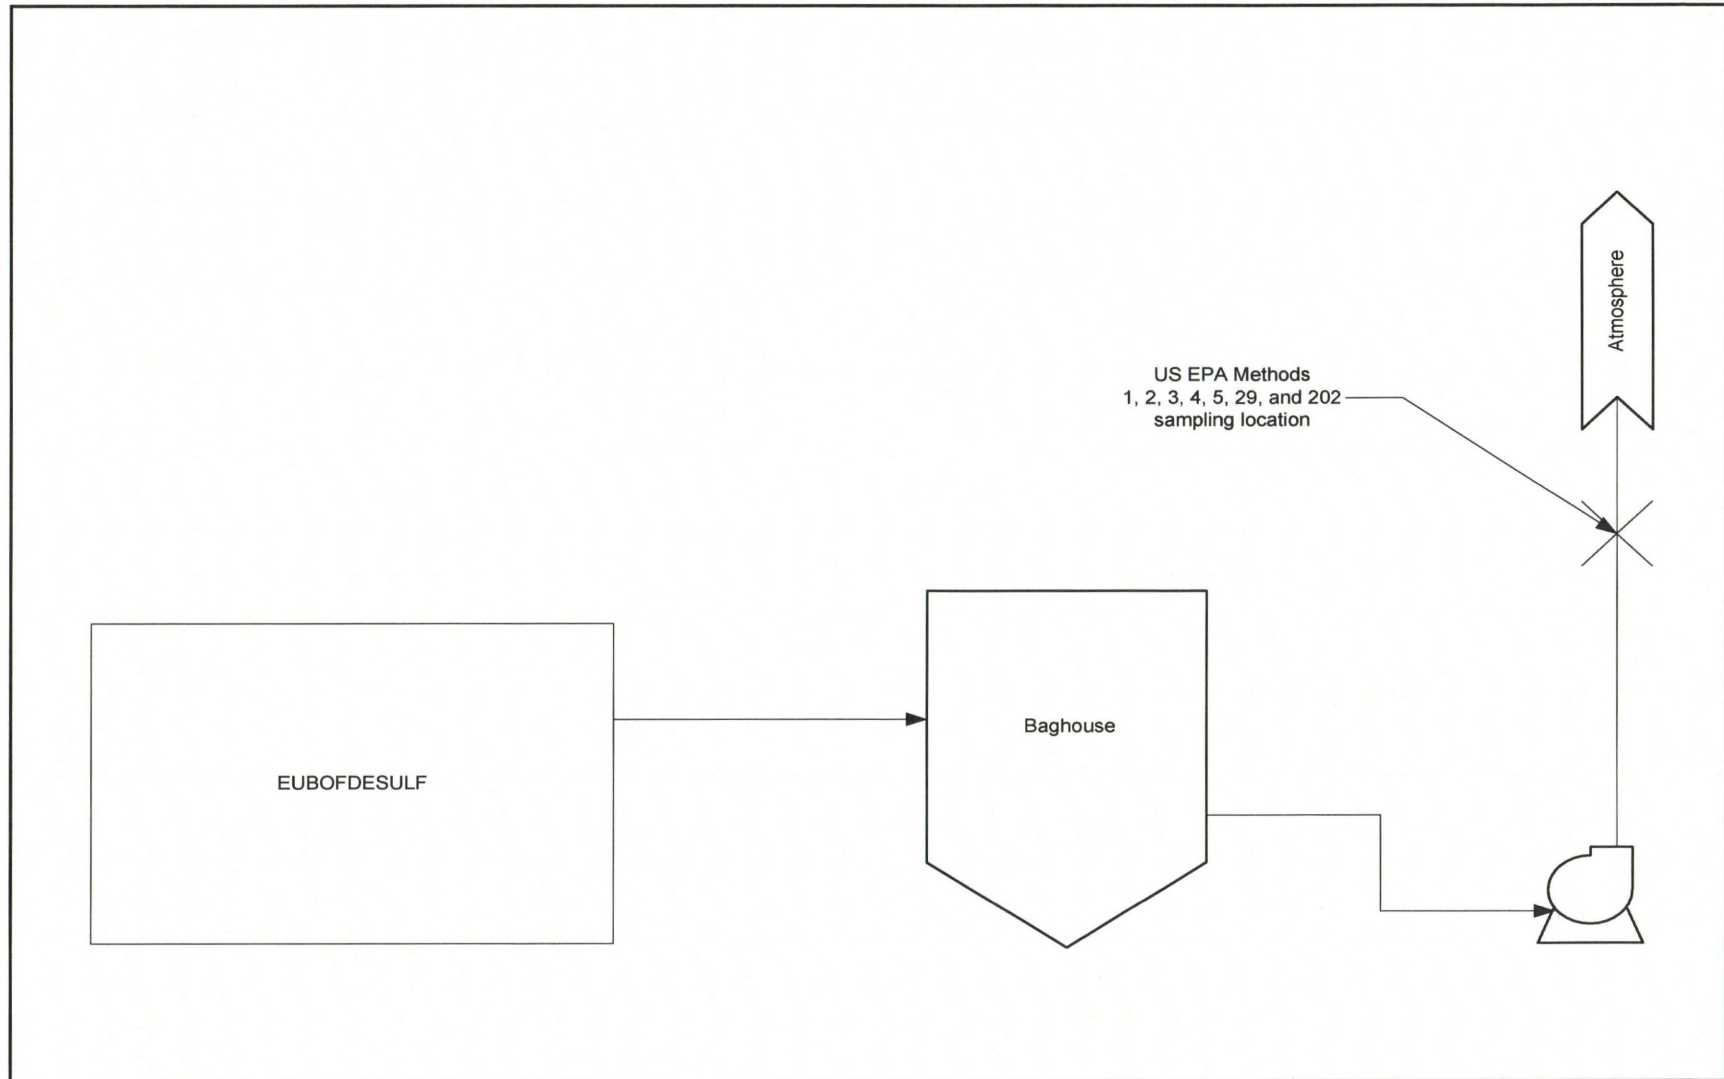 Atmosphere
US EPA Methods
1, 2, 3, 4, 5, 29, and 202
sampling location
Baghouse
EUBOFDESULF